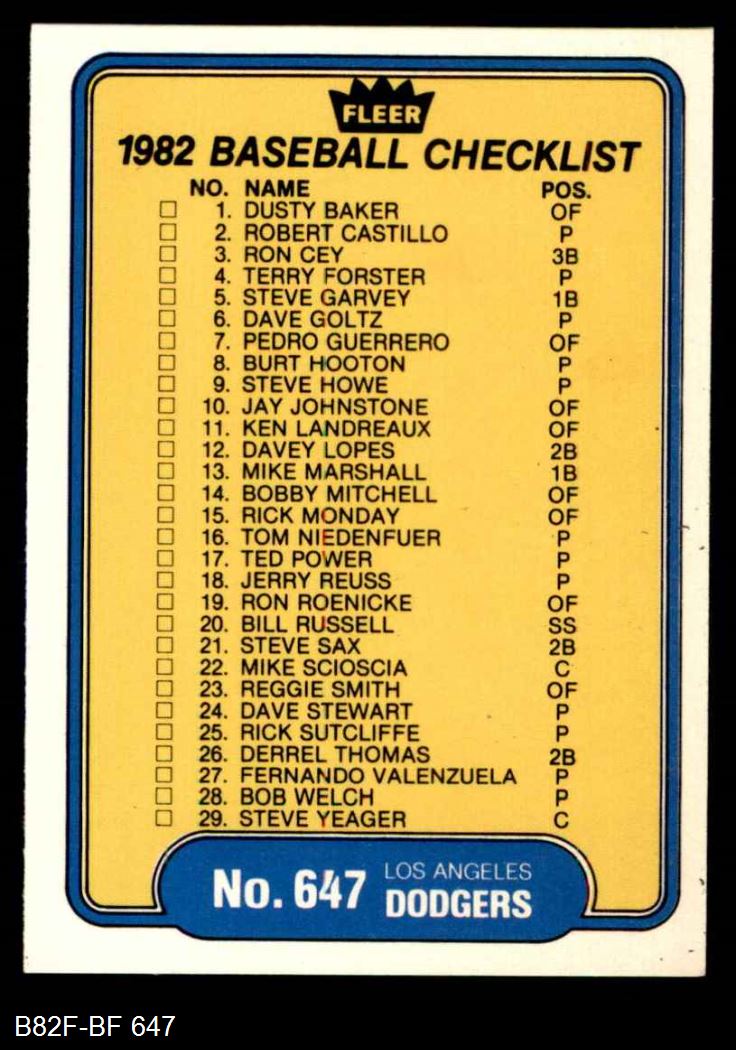 FLEER
1982 BASEBALL CHECKLIST
NO. NAME POS.
1. DUSTY BAKER OF
2. ROBERT CASTILLO P
3. RON CEY 3B
4. TERRY FORSTER P
5. STEVE GARVEY 1B
6. DAVE GOLTZ P
7. PEDRO GUERRERO OF
8. BURT HOOTON P
9. STEVE HOWE P
10. JAY JOHNSTONE OF
11. KEN LANDREAUX OF
12. DAVEY LOPES 2B
13. MIKE MARSHALL 1B
14. BOBBY MITCHELL OF
15. RICK MONDAY OF
16. TOM NIEDENFUER P
17. TED POWER P
18. JERRY REUSS P
19. RON ROENICKE OF
20. BILL RUSSELL SS
21. STEVE SAX 2B
22. MIKE SCIOSCIA C
23. REGGIE SMITH OF
24. DAVE STEWART P
25. RICK SUTCLIFFE P
26. DERREL THOMAS 2B
27. FERNANDO VALENZUELA P
28. BOB WELCH P
29. STEVE YEAGER C
No. 647 LOS ANGELES
DODGERS
B82F-BF 647